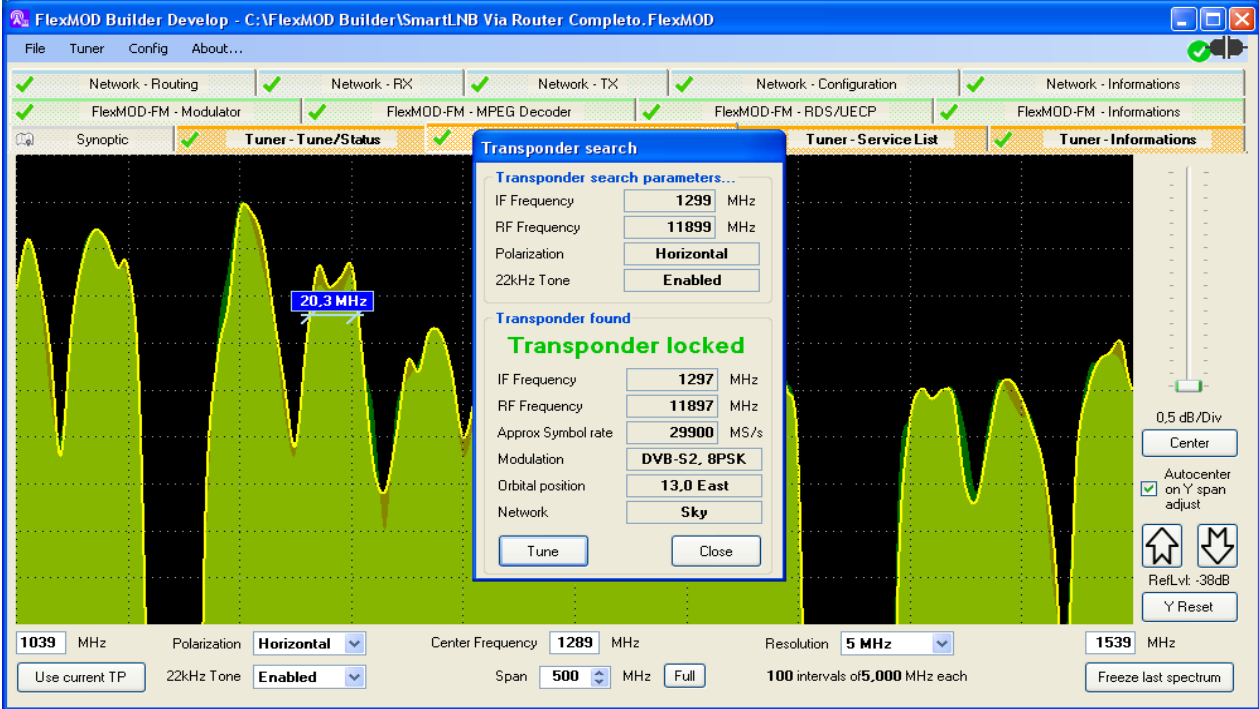 FlexMOD Builder Develop - C:\FlexMOD Builder\SmartLNB Via Router Completo.FlexMOD
File Tuner Config About...
Network - Routing Network - RX Network - TX Network - Configuration Network - Informations
FlexMOD-FM - Modulator FlexMOD-FM - MPEG Decoder FlexMOD-FM - RDS/UECP FlexMOD-FM - Informations
Synoptic Tuner - Tune/Status Tuner - Service List Tuner - Informations
Transponder search
Transponder search parameters...
IF Frequency 1299 MHz
RF Frequency 11899 MHz
Polarization Horizontal
22kHz Tone Enabled
20,3 MHz
Transponder found
Transponder locked
IF Frequency 1297 MHz
RF Frequency 11897 MHz
Approx Symbol rate 29900 MS/s
Modulation DVB-S2, 8PSK
Orbital position 13,0 East
Network Sky
Tune Close
0,5 dB/Div
Center
Autocenter
on Y span
adjust
RefLvl: -38dB
Y Reset
1039 MHz Polarization Horizontal Center Frequency 1289 MHz Resolution 5 MHz 1539 MHz
Use current TP 22kHz Tone Enabled Span 500 MHz Full 100 intervals of5,000 MHz each Freeze last spectrum